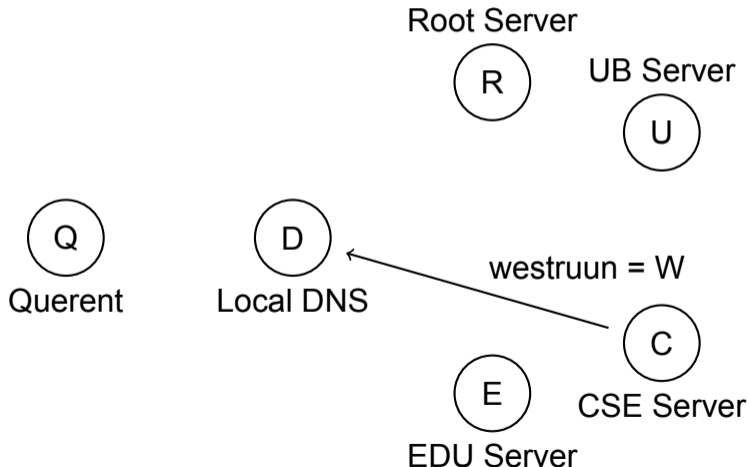 Root Server
R
UB Server
U
Q
Querent
D
Local DNS
westruun = W
C
CSE Server
E
EDU Server